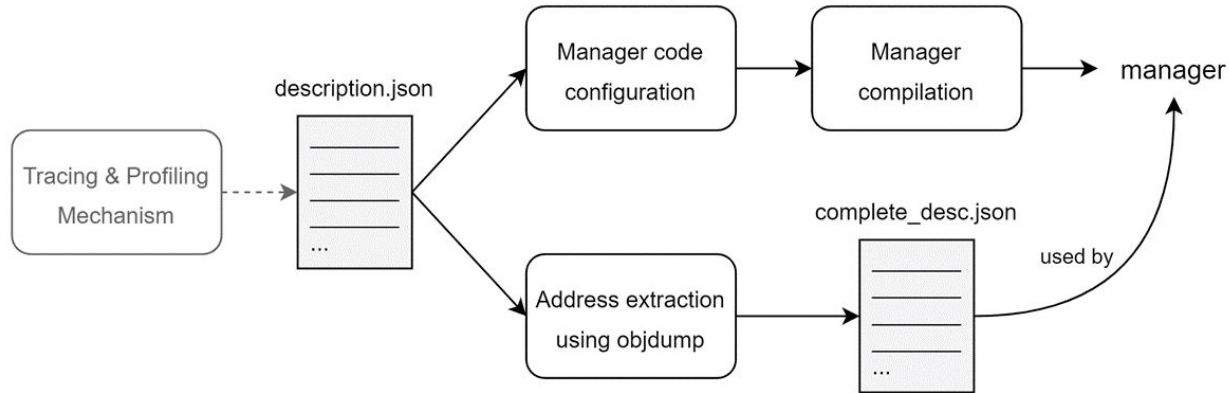 Manager code
configuration
Manager
compilation
manager
description.json
Tracing & Profiling
Mechanism
...
complete_desc.json
used by
Address extraction
using objdump
...